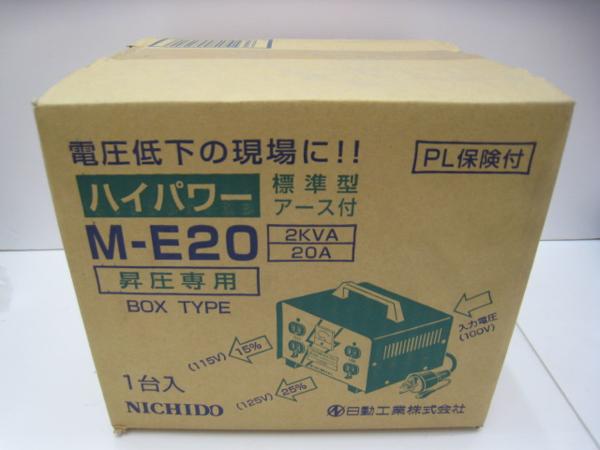 電圧低下の現場に!!
PL保険付
ハイパワー
標準型
アース付
M-E20
2KVA
20A
昇圧専用
BOX TYPE
入力電圧
(100V)
(115V) 15%
(125V) 25%
1台入
NICHIDO
日動工業株式会社